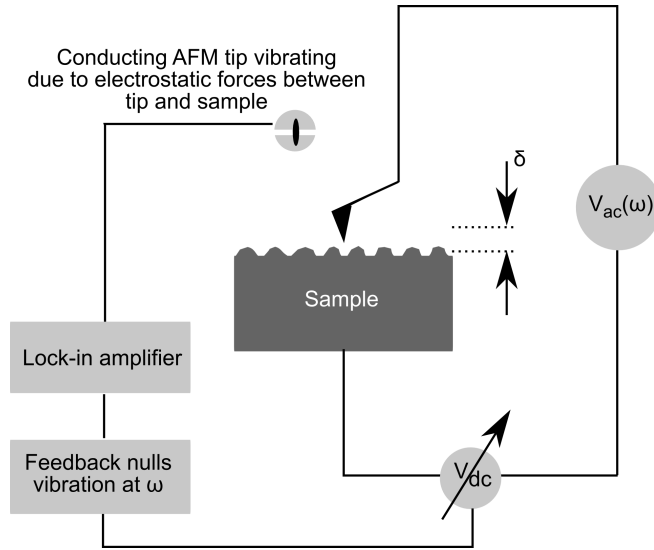 Conducting AFM tip vibrating
due to electrostatic forces between
tip and sample
δ
V_ac(ω)
Sample
Lock-in amplifier
Feedback nulls
vibration at ω
V_dc